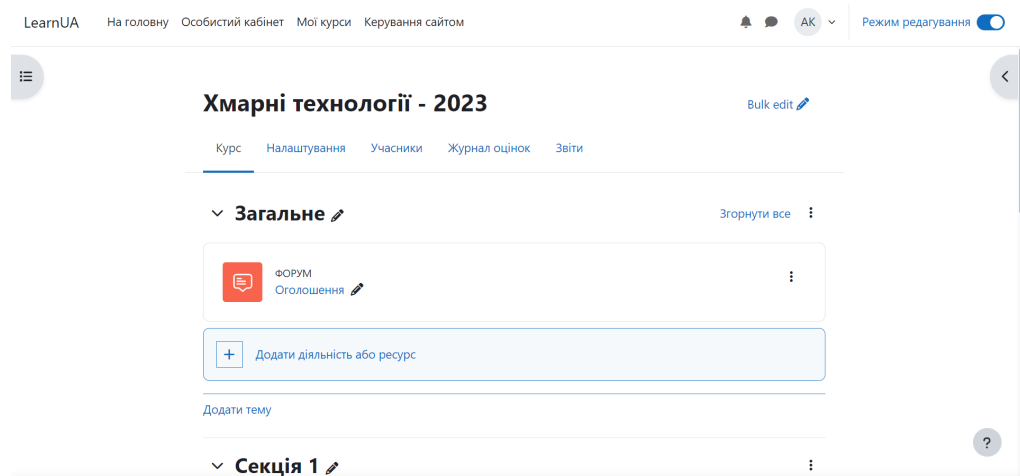 LearnUA На головну Особистий кабінет Мої курси Керування сайтом АК Режим редагування
Хмарні технології - 2023 Bulk edit
Курс Налаштування Учасники Журнал оцінок Звіти
Загальне Згорнути все
ФОРУМ
Оголошення
+ Додати діяльність або ресурс
Додати тему
?
Секція 1